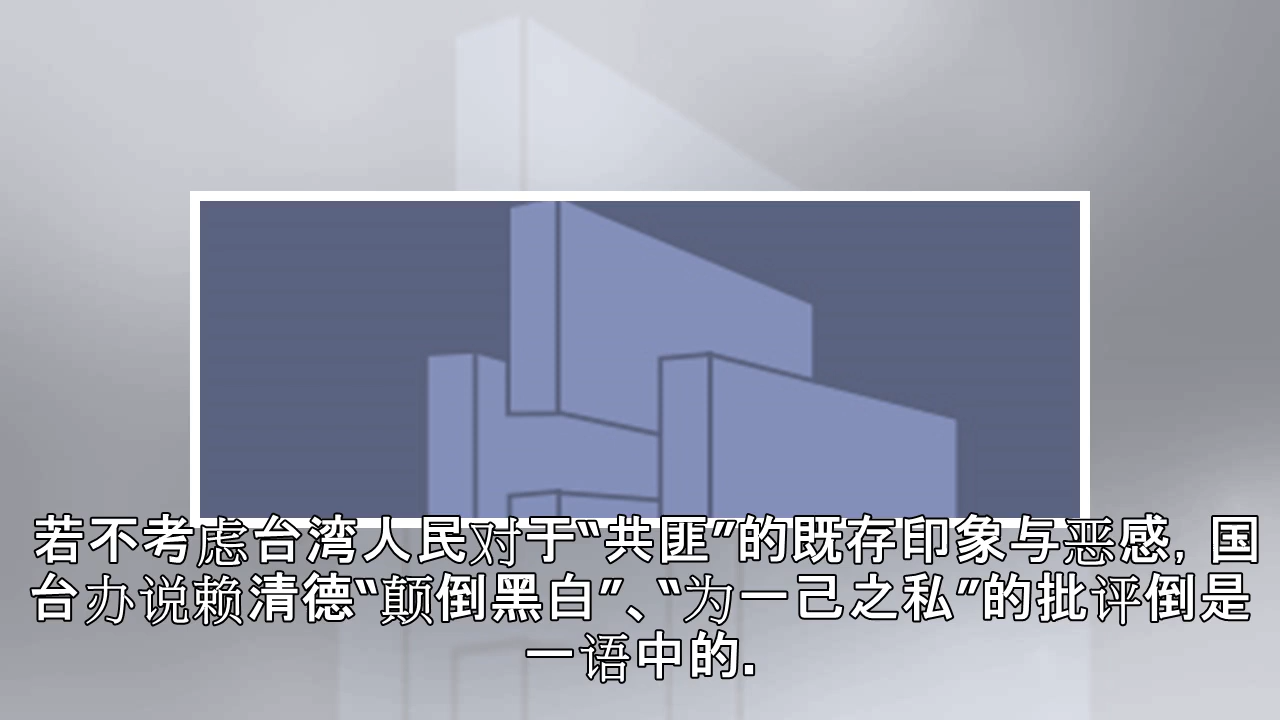 若不考虑台湾人民对于“共匪”的既存印象与恶感, 国
台办说赖清德“颠倒黑白”、“为一己之私”的批评倒是
一语中的.